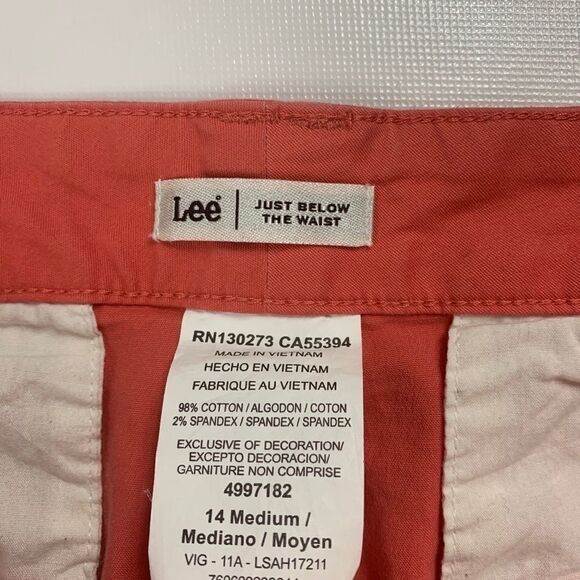 Lee
JUST BELOW
THE WAIST
RN130273 CA55394
MADE IN VIETNAM
HECHO EN VIETNAM
FABRIQUE AU VIETNAM
98% COTTON / ALGODON / COTON
2% SPANDEX / SPANDEX / SPANDEX
EXCLUSIVE OF DECORATION/
EXCEPTO DECORACION/
GARNITURE NON COMPRISE
4997182
14 Medium /
Mediano / Moyen
VIG - 11A - LSAH17211